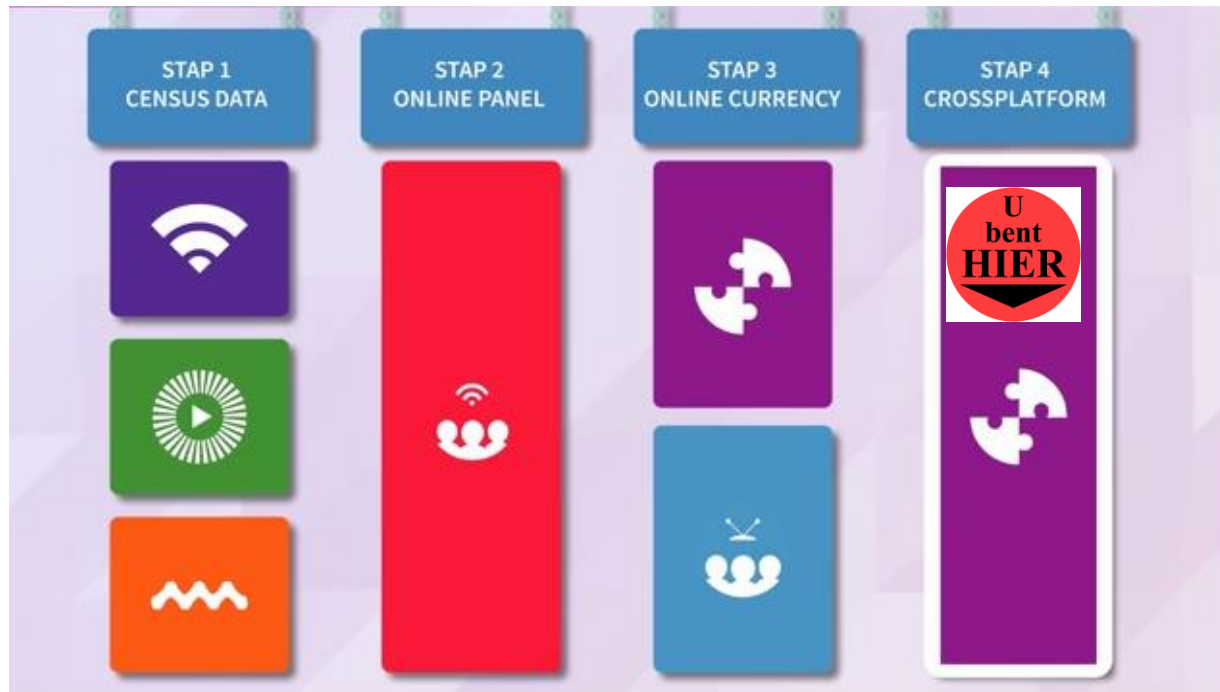 STAP 1
CENSUS DATA
STAP 2
ONLINE PANEL
STAP 3
ONLINE CURRENCY
STAP 4
CROSSPLATFORM
U
bent
HIER